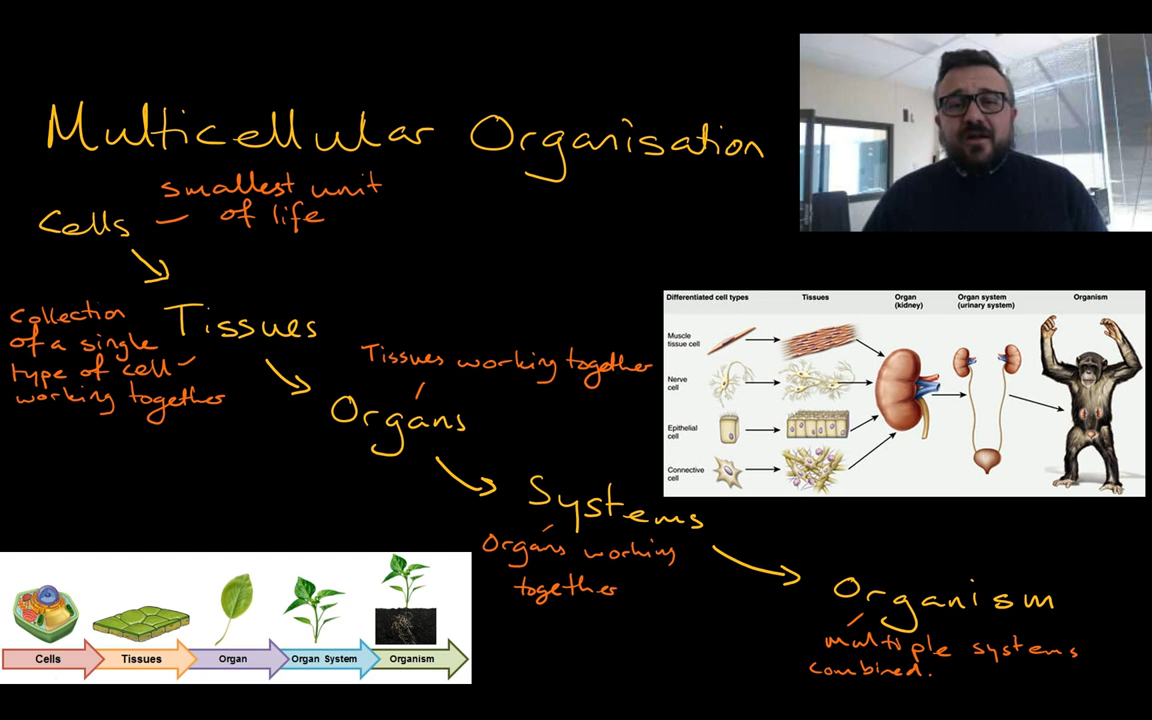 Multicellular Organisation
smallest unit
of life
Cells
Collection
of a single
type of cell
working together
Tissues
Tissues working together
Organs
Systems
Organs working
together
Organism
multiple systems
combined.
Differentiated cell types
Tissues
Organ
(kidney)
Organ system
(urinary system)
Organism
Muscle
tissue cell
Nerve
cell
Epithelial
cell
Connective
cell
Cells
Tissues
Organ
Organ System
Organism